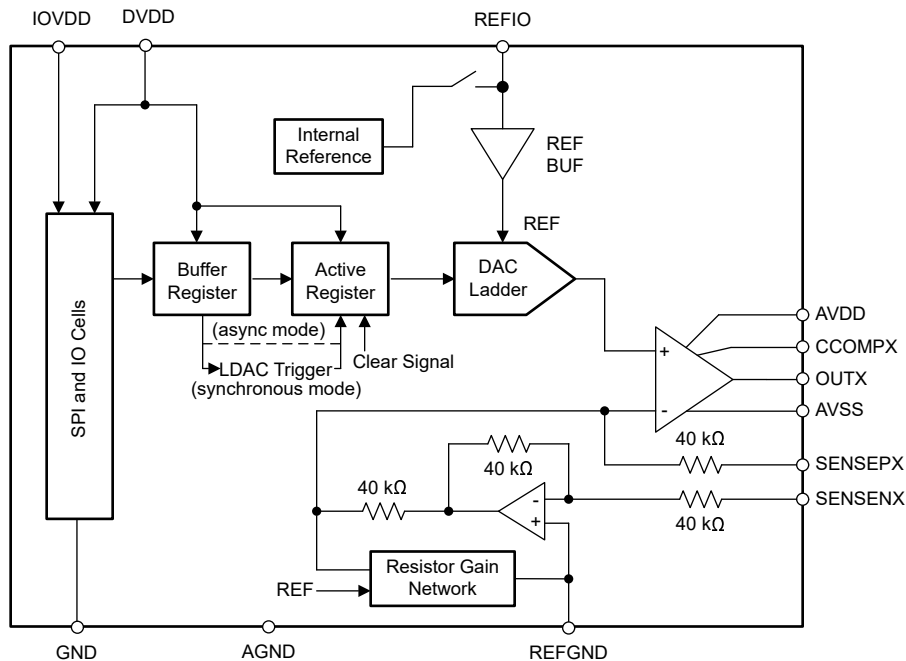 IOVDD
DVDD
REFIO
Internal
Reference
REF
BUF
REF
SPI and IO Cells
Buffer
Register
Active
Register
DAC
Ladder
(async mode)
LDAC Trigger
(synchronous mode)
Clear Signal
+
-
AVDD
CCOMPX
OUTX
AVSS
40 kΩ
SENSEPX
40 kΩ
40 kΩ
-
+
40 kΩ
SENSENX
REF
Resistor Gain
Network
GND
AGND
REFGND